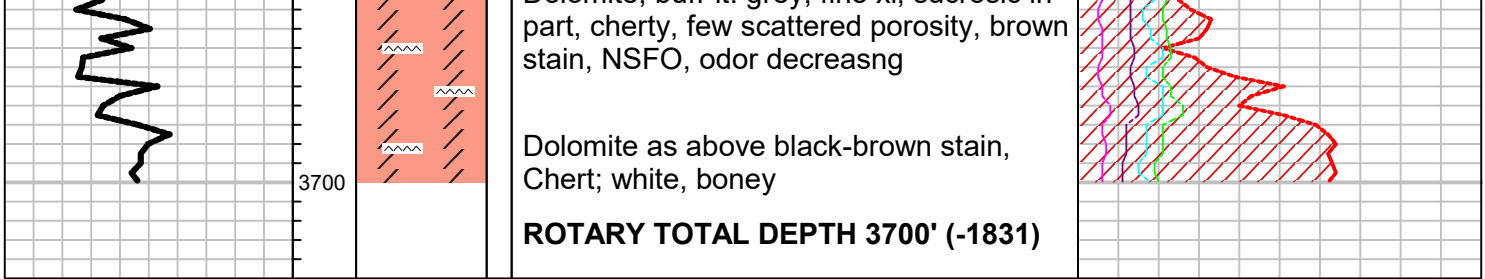 Dolomite, buff-lt. grey, fine xl, sucrosic in
part, cherty, few scattered porosity, brown
stain, NSFO, odor decreasng
Dolomite as above black-brown stain,
Chert; white, boney
3700
ROTARY TOTAL DEPTH 3700' (-1831)